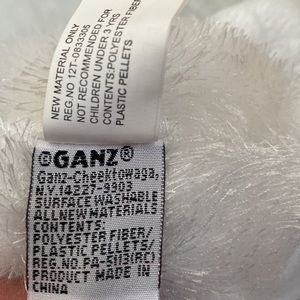 NEW MATERIAL ONLY
REG.NO 12T-0833305
NOT RECOMMENDED FOR
CHILDREN UNDER 3 YRS
CONTENTS:POLYESTER FIBER
PLASTIC PELLETS
©GANZ®
Ganz-Cheektowaga,
N.Y.14227-9903
SURFACE WASHABLE
ALL NEW MATERIALS
CONTENTS:
POLYESTER FIBER/
PLASTIC PELLETS/
REG.NO PA-5113(RC)
PRODUCT MADE IN
CHINA